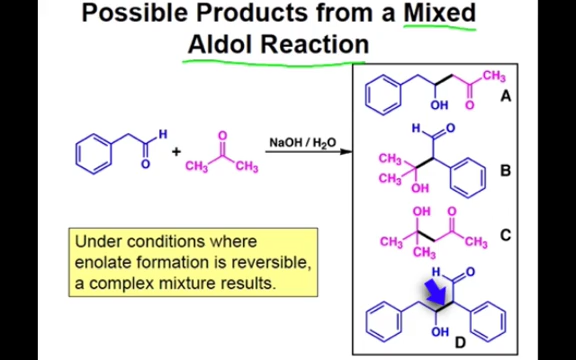 Possible Products from a Mixed
Aldol Reaction
H
O
+
O
CH3
CH3
NaOH / H2O
CH3
OH
O
A
H
O
CH3
CH3
OH
B
OH
O
CH3
CH3
CH3
C
H
O
OH
D
Under conditions where
enolate formation is reversible,
a complex mixture results.